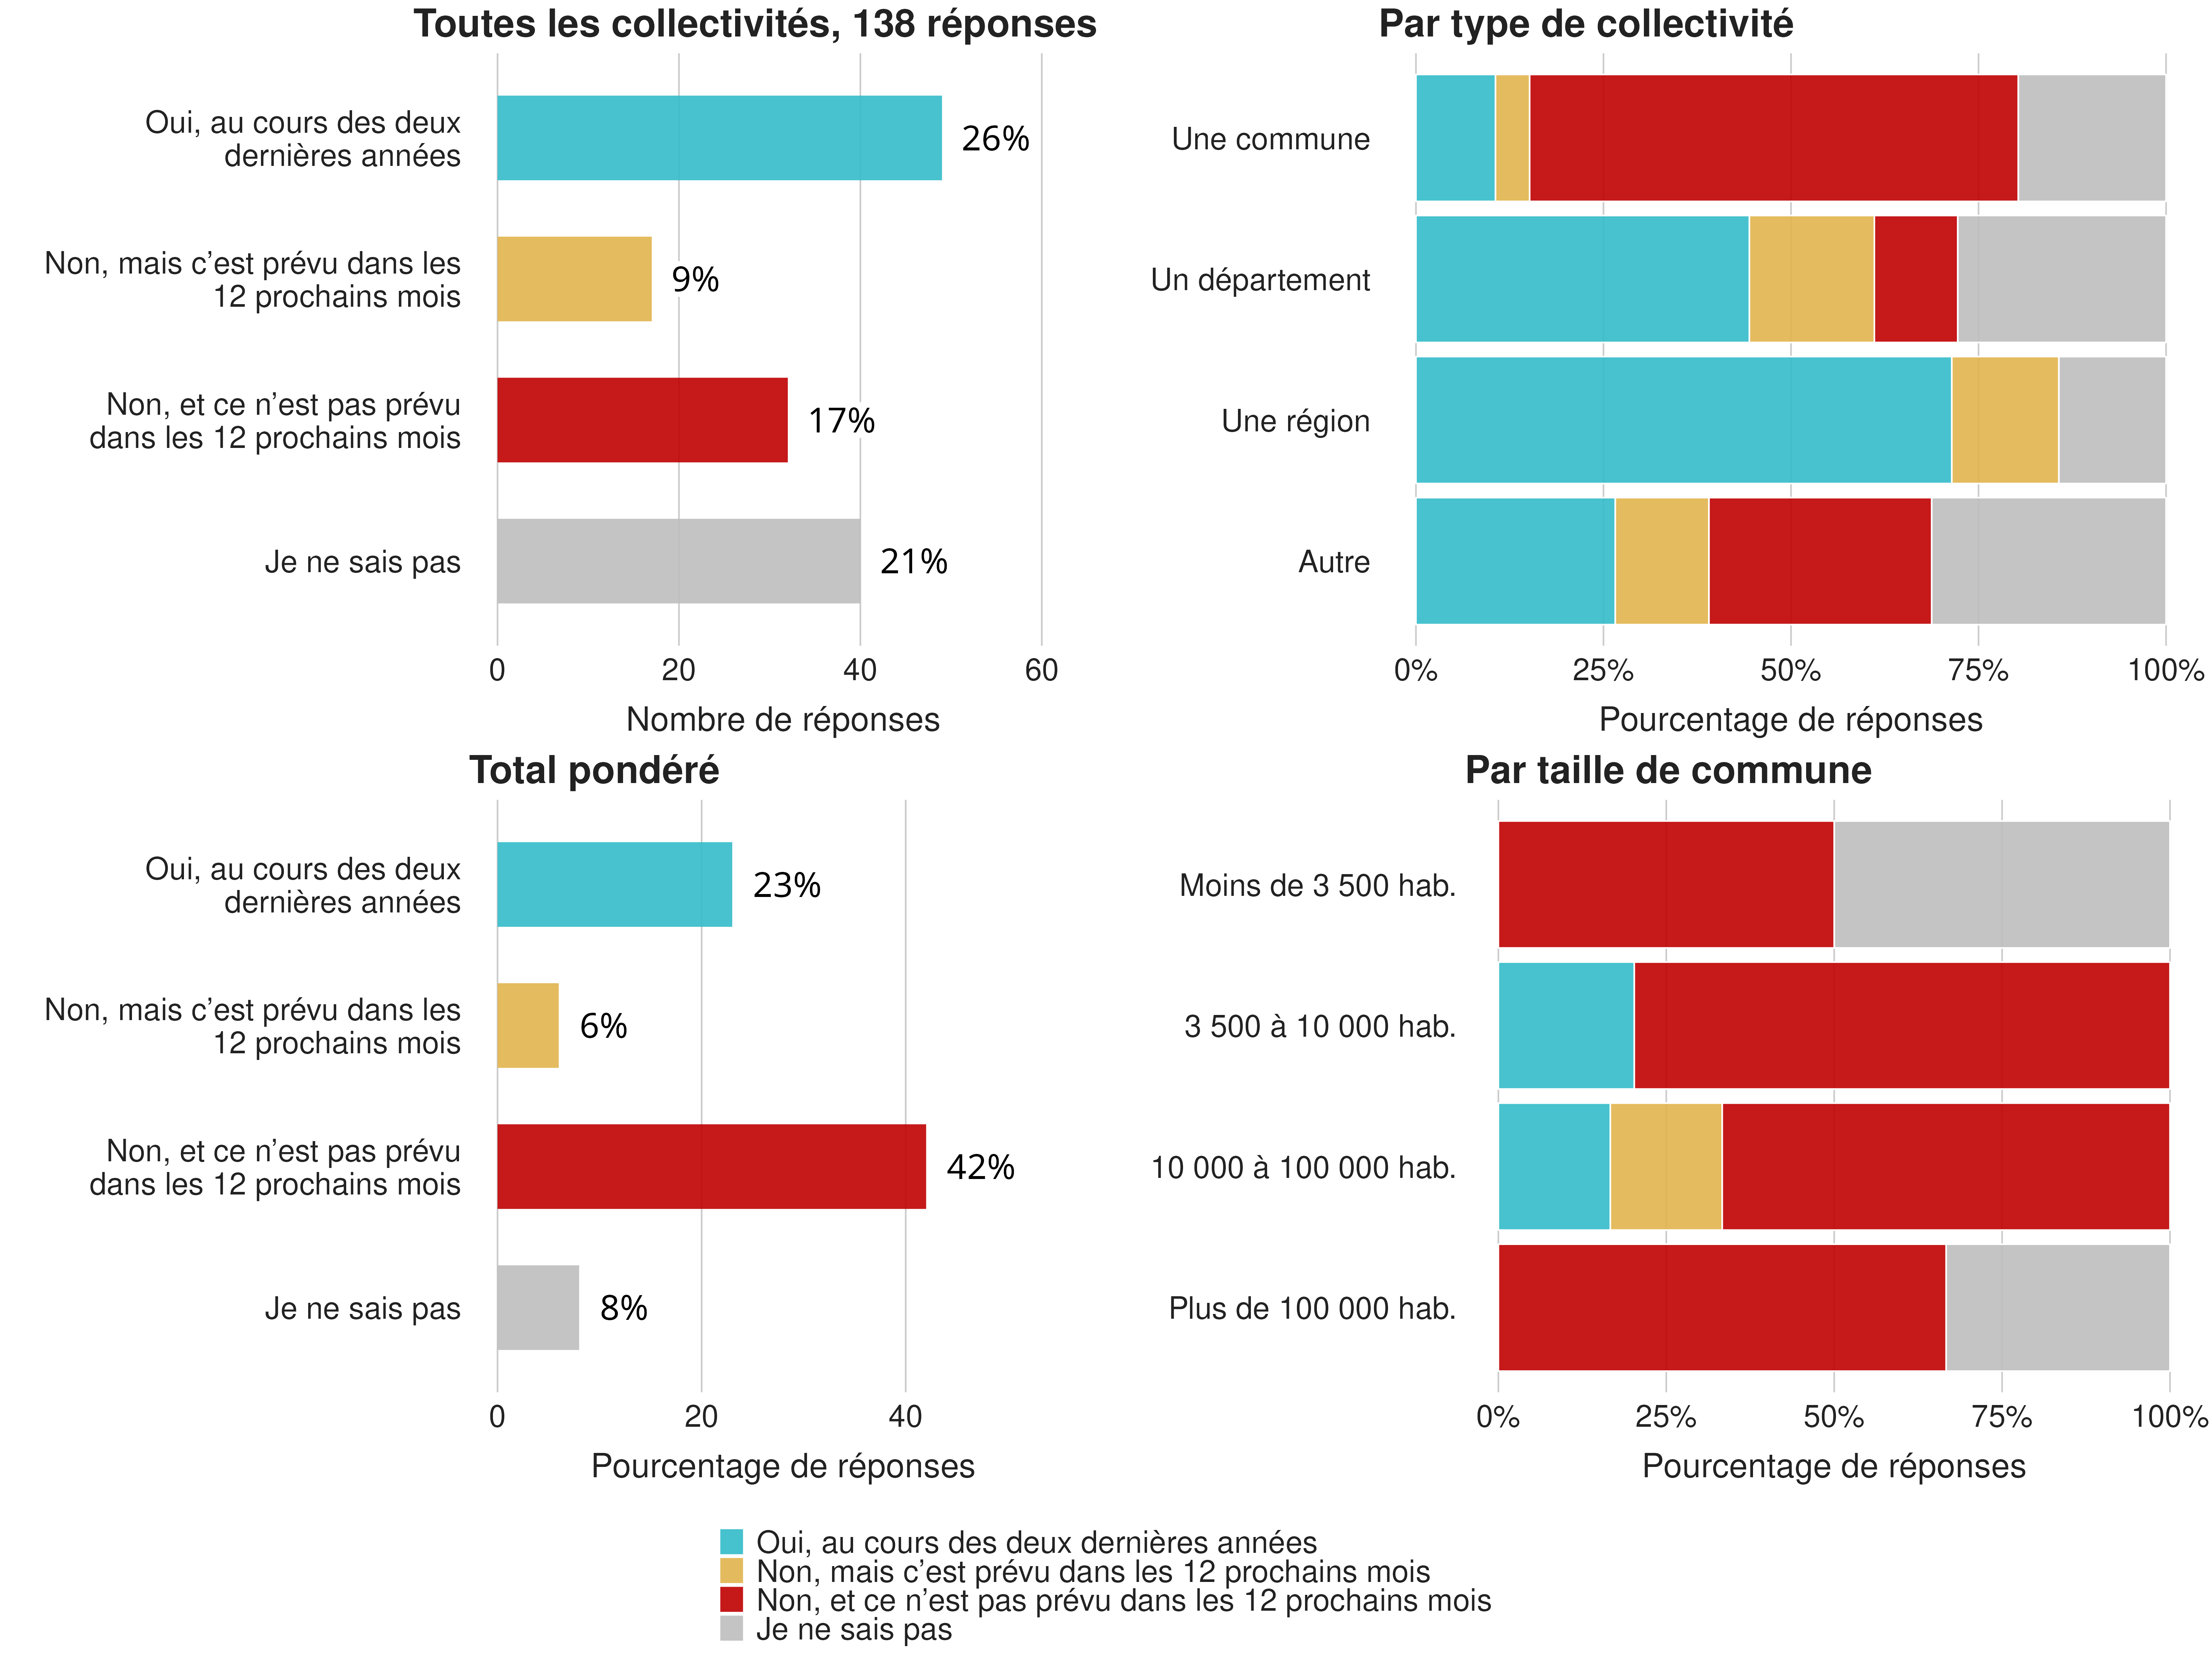 Toutes les collectivités, 138 réponses
Oui, au cours des deux
dernières années
26%
Non, mais c’est prévu dans les
12 prochains mois
9%
Non, et ce n’est pas prévu
dans les 12 prochains mois
17%
Je ne sais pas
21%
0 20 40 60
Nombre de réponses
Par type de collectivité
Une commune
Un département
Une région
Autre
0% 25% 50% 75% 100%
Pourcentage de réponses
Total pondéré
Oui, au cours des deux
dernières années
23%
Non, mais c’est prévu dans les
12 prochains mois
6%
Non, et ce n’est pas prévu
dans les 12 prochains mois
42%
Je ne sais pas
8%
0 20 40
Pourcentage de réponses
Par taille de commune
Moins de 3 500 hab.
3 500 à 10 000 hab.
10 000 à 100 000 hab.
Plus de 100 000 hab.
0% 25% 50% 75% 100%
Pourcentage de réponses
Oui, au cours des deux dernières années
Non, mais c’est prévu dans les 12 prochains mois
Non, et ce n’est pas prévu dans les 12 prochains mois
Je ne sais pas